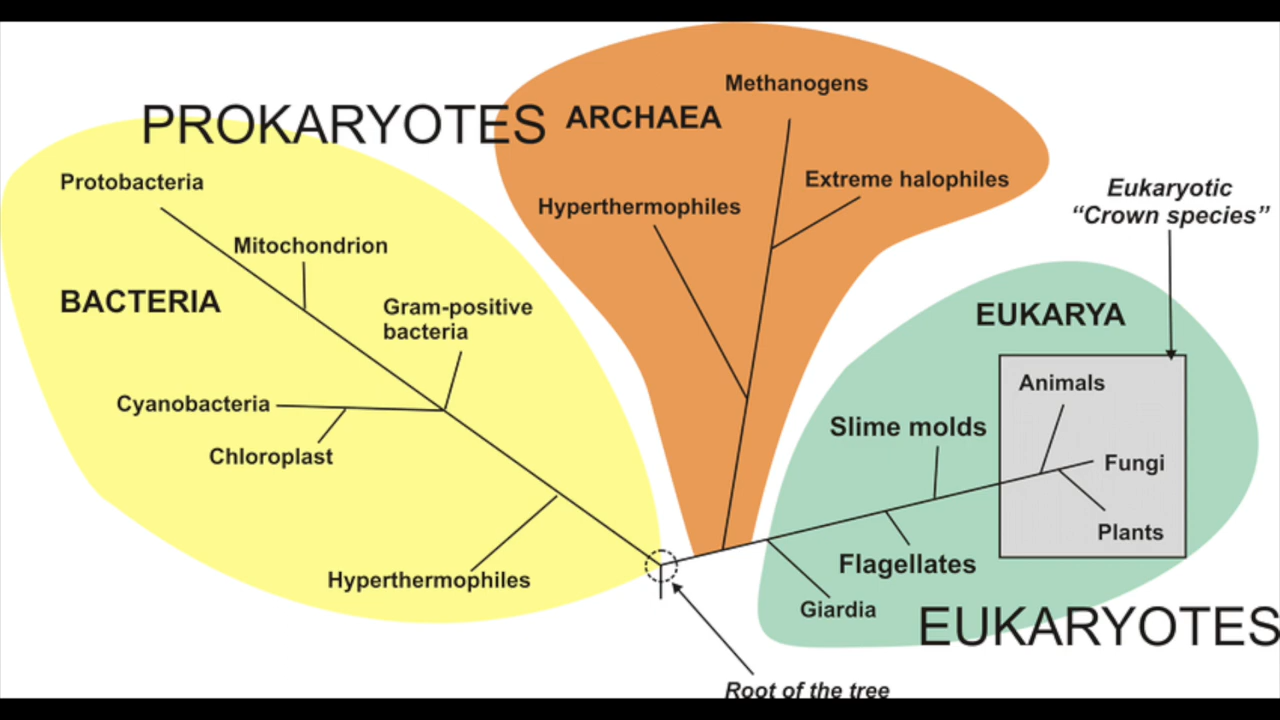 PROKARYOTES
ARCHAEA
Methanogens
Extreme halophiles
Hyperthermophiles
Protobacteria
Mitochondrion
BACTERIA
Gram-positive
bacteria
Cyanobacteria
Chloroplast
Hyperthermophiles
Eukaryotic
“Crown species”
EUKARYA
Animals
Slime molds
Fungi
Plants
Flagellates
Giardia
EUKARYOTES
Root of the tree